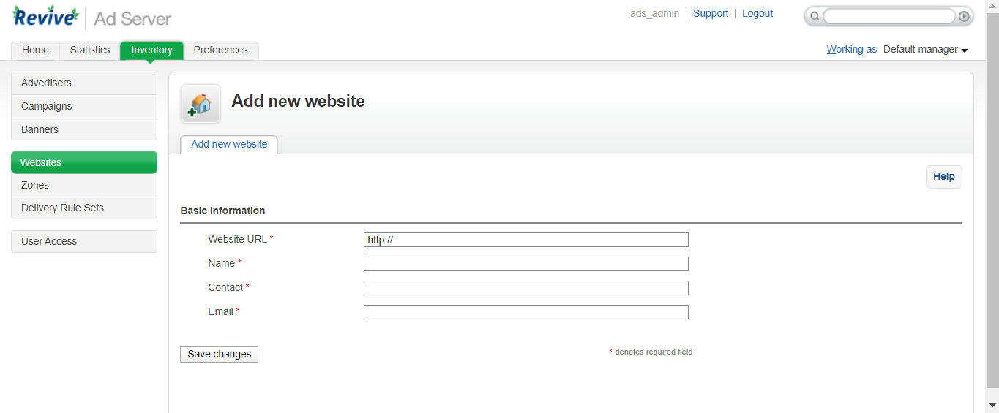 Revive Ad Server
ads_admin | Support | Logout
Home Statistics Inventory Preferences
Working as Default manager
Advertisers
Campaigns
Banners
Websites
Zones
Delivery Rule Sets
User Access
Add new website
Add new website
Help
Basic information
Website URL * http://
Name *
Contact *
Email *
Save changes
* denotes required field